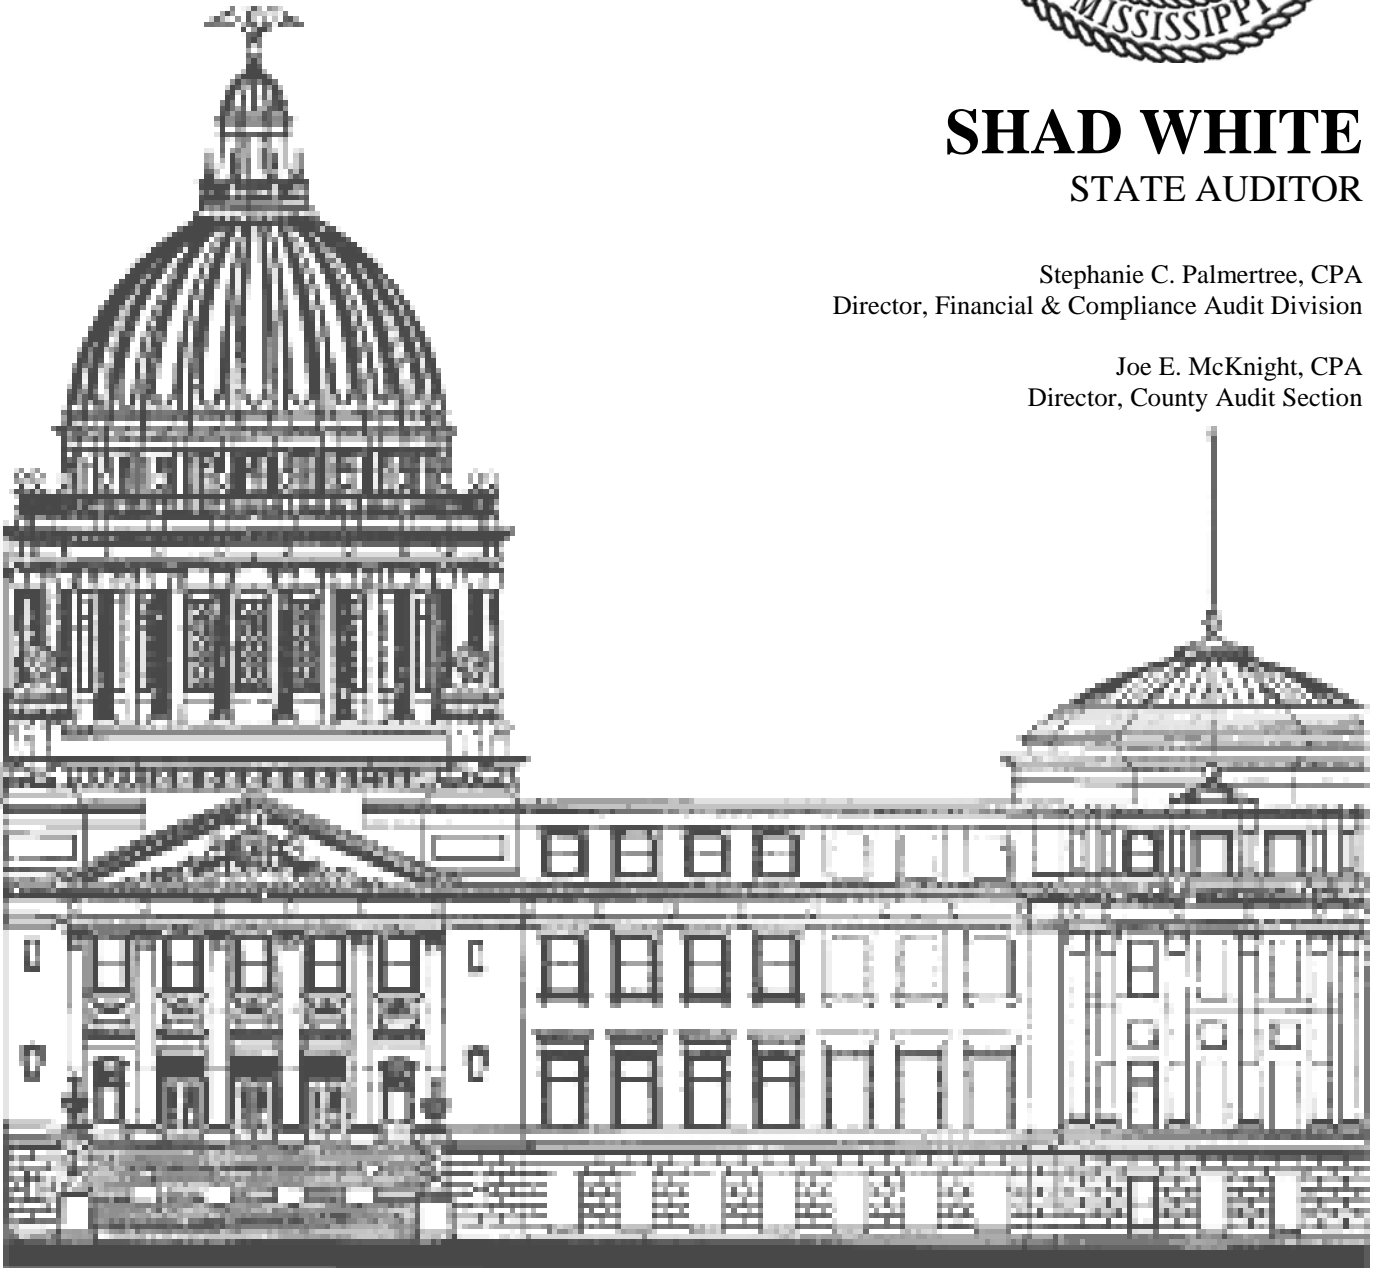 MISSISSIPPI
SHAD WHITE
STATE AUDITOR
Stephanie C. Palmertree, CPA
Director, Financial & Compliance Audit Division
Joe E. McKnight, CPA
Director, County Audit Section